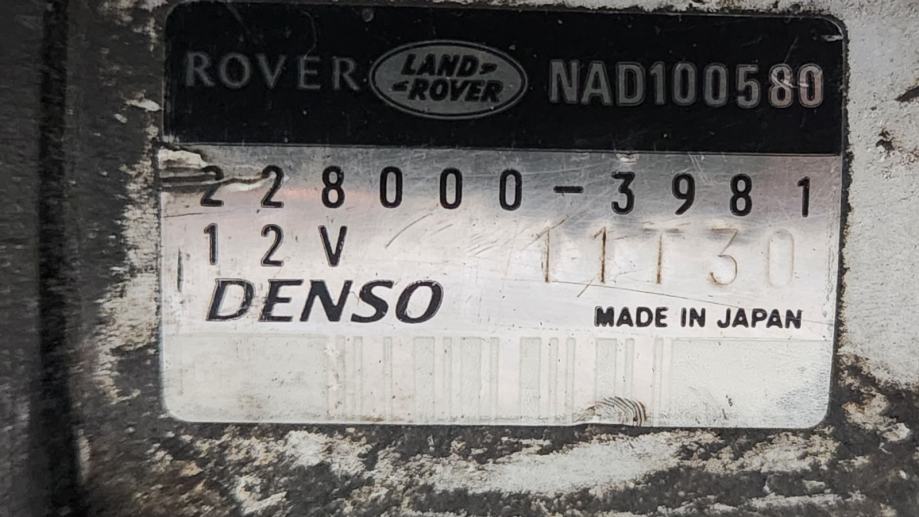 ROVER LAND-ROVER NAD100580
228000-3981
12V 11T30
DENSO
MADE IN JAPAN